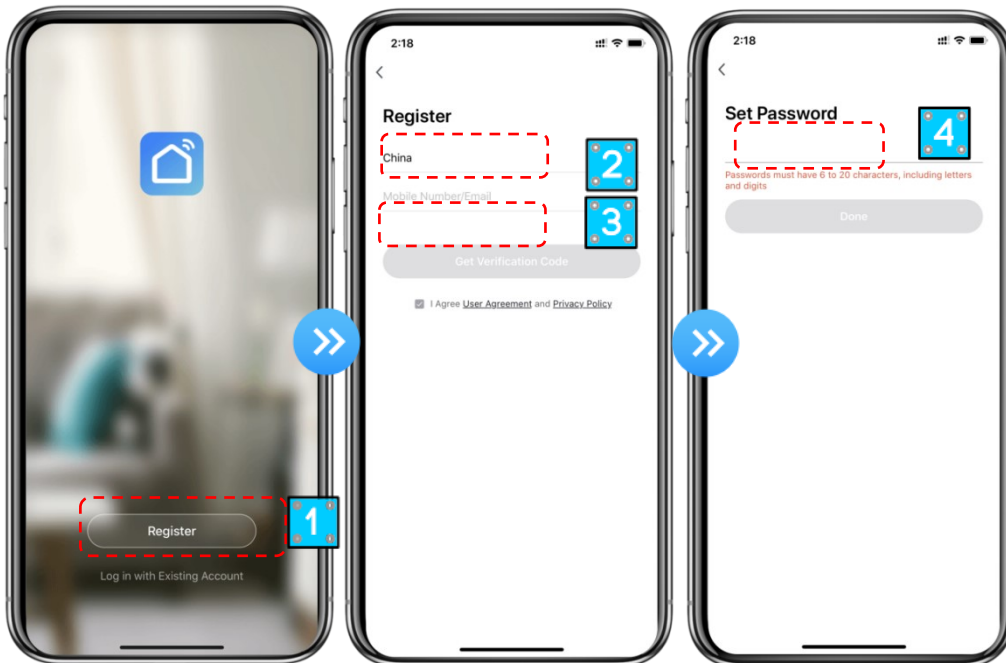 Register
1
Log in with Existing Account
2:18
Register
China
2
Mobile Number/Email
3
Get Verification Code
I Agree User Agreement and Privacy Policy
2:18
Set Password
4
Passwords must have 6 to 20 characters, including letters
and digits
Done